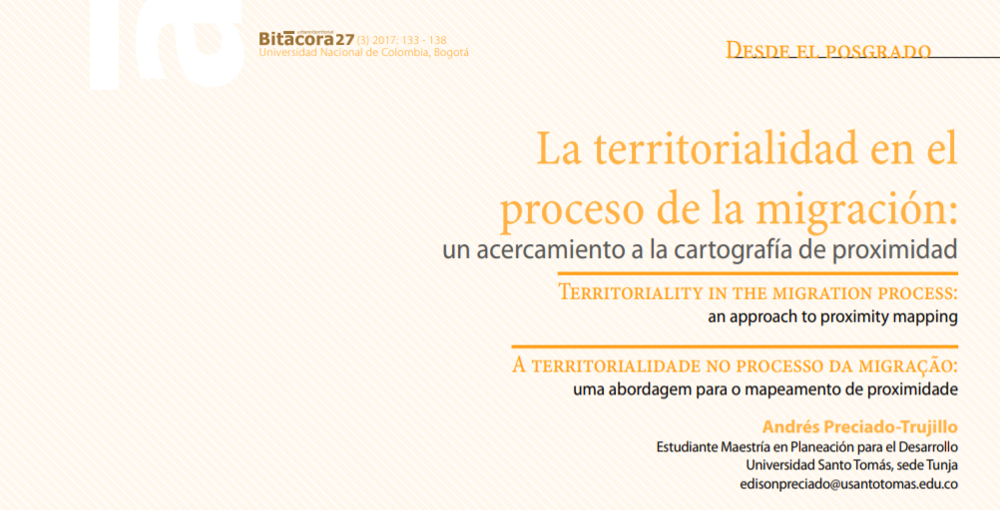 urbano\territorial
Bitācora27 (3) 2017: 133 - 138
Universidad Nacional de Colombia, Bogotá
Desde el posgrado
La territorialidad en el
proceso de la migración:
un acercamiento a la cartografía de proximidad
Territoriality in the migration process:
an approach to proximity mapping
A territorialidade no processo da migração:
uma abordagem para o mapeamento de proximidade
Andrés Preciado-Trujillo
Estudiante Maestría en Planeación para el Desarrollo
Universidad Santo Tomás, sede Tunja
edisonpreciado@usantotomas.edu.co